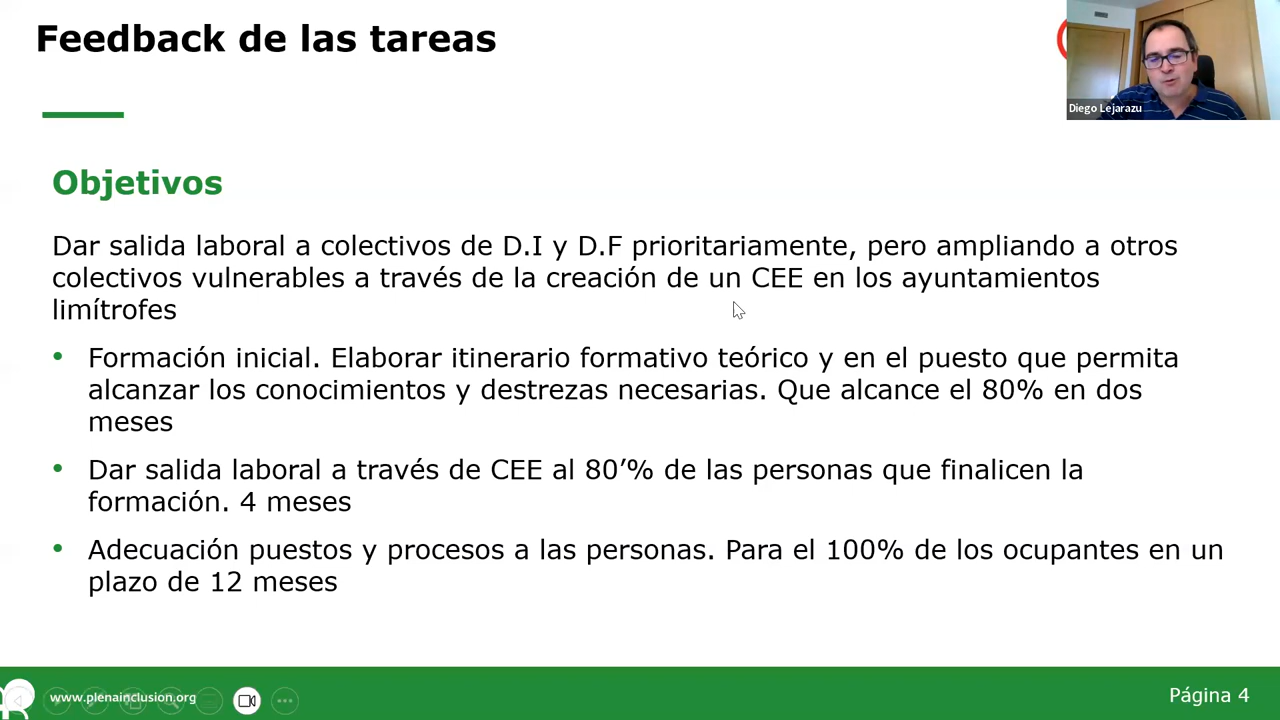 Feedback de las tareas
Diego Lejarazu
Objetivos
Dar salida laboral a colectivos de D.I y D.F prioritariamente, pero ampliando a otros
colectivos vulnerables a través de la creación de un CEE en los ayuntamientos
limítrofes
• Formación inicial. Elaborar itinerario formativo teórico y en el puesto que permita
alcanzar los conocimientos y destrezas necesarias. Que alcance el 80% en dos
meses
• Dar salida laboral a través de CEE al 80’% de las personas que finalicen la
formación. 4 meses
• Adecuación puestos y procesos a las personas. Para el 100% de los ocupantes en un
plazo de 12 meses
www.plenainclusion.org
Página 4